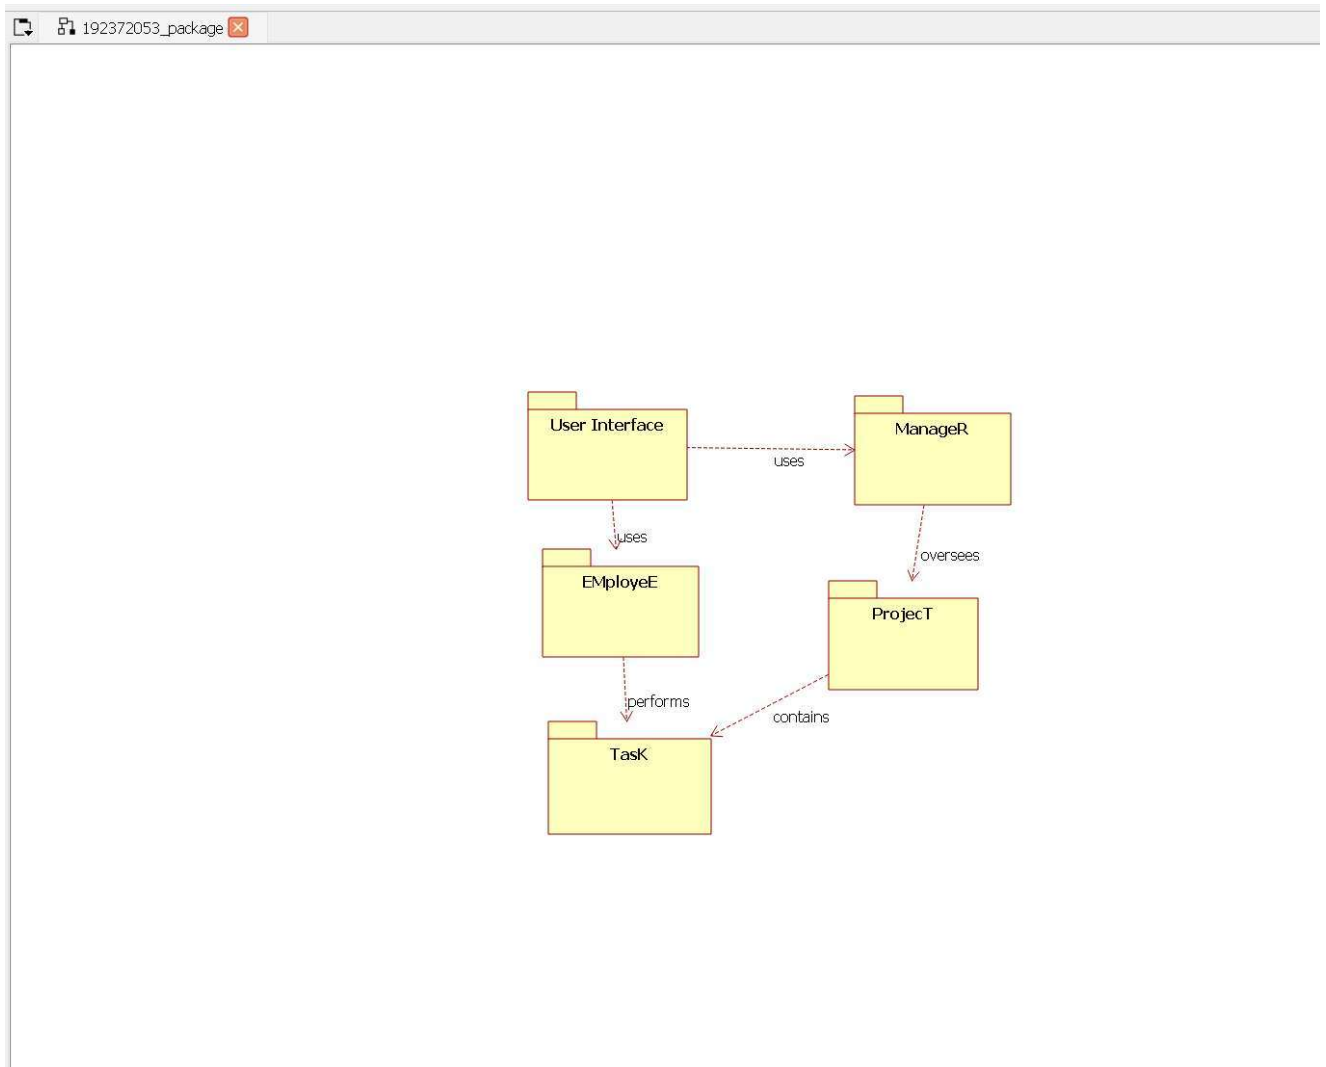 192372053_package
User Interface
ManageR
uses
uses
oversees
EMployeE
ProjecT
performs
contains
TasK